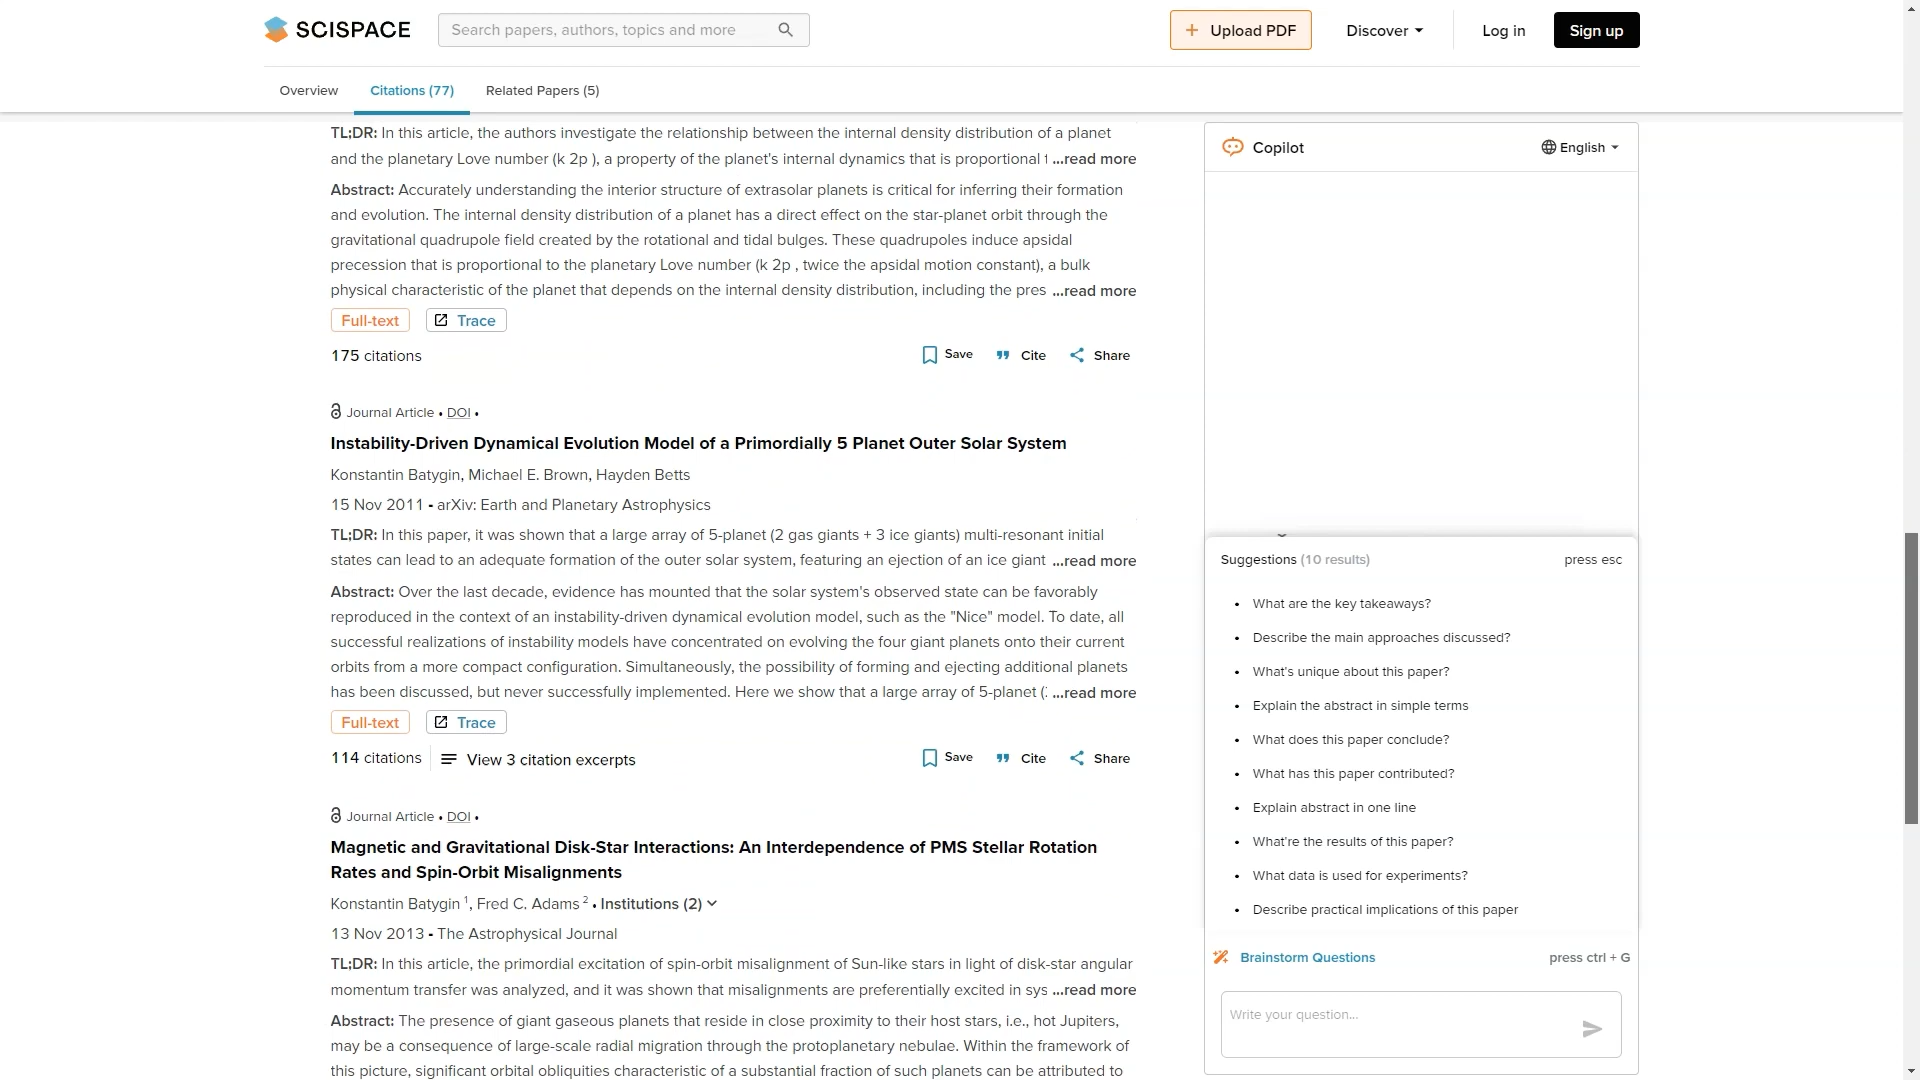 SCISPACE
Search papers, authors, topics and more
Upload PDF
Discover
Log in
Sign up
Overview
Citations (77)
Related Papers (5)
TL;DR: In this article, the authors investigate the relationship between the internal density distribution of a planet
and the planetary Love number (k 2p ), a property of the planet's internal dynamics that is proportional ...read more
Abstract: Accurately understanding the interior structure of extrasolar planets is critical for inferring their formation
and evolution. The internal density distribution of a planet has a direct effect on the star-planet orbit through the
gravitational quadrupole field created by the rotational and tidal bulges. These quadrupoles induce apsidal
precession that is proportional to the planetary Love number (k 2p , twice the apsidal motion constant), a bulk
physical characteristic of the planet that depends on the internal density distribution, including the pres ...read more
Full-text
Trace
175 citations
Save
Cite
Share
Journal Article • DOI •
Instability-Driven Dynamical Evolution Model of a Primordially 5 Planet Outer Solar System
Konstantin Batygin, Michael E. Brown, Hayden Betts
15 Nov 2011 - arXiv: Earth and Planetary Astrophysics
TL;DR: In this paper, it was shown that a large array of 5-planet (2 gas giants + 3 ice giants) multi-resonant initial
states can lead to an adequate formation of the outer solar system, featuring an ejection of an ice giant ...read more
Abstract: Over the last decade, evidence has mounted that the solar system's observed state can be favorably
reproduced in the context of an instability-driven dynamical evolution model, such as the "Nice" model. To date, all
successful realizations of instability models have concentrated on evolving the four giant planets onto their current
orbits from a more compact configuration. Simultaneously, the possibility of forming and ejecting additional planets
has been discussed, but never successfully implemented. Here we show that a large array of 5-planet ( ...read more
Full-text
Trace
114 citations
View 3 citation excerpts
Save
Cite
Share
Journal Article • DOI •
Magnetic and Gravitational Disk-Star Interactions: An Interdependence of PMS Stellar Rotation
Rates and Spin-Orbit Misalignments
Konstantin Batygin 1, Fred C. Adams 2 • Institutions (2)
13 Nov 2013 - The Astrophysical Journal
TL;DR: In this article, the primordial excitation of spin-orbit misalignment of Sun-like stars in light of disk-star angular
momentum transfer was analyzed, and it was shown that misalignments are preferentially excited in sys ...read more
Abstract: The presence of giant gaseous planets that reside in close proximity to their host stars, i.e., hot Jupiters,
may be a consequence of large-scale radial migration through the protoplanetary nebulae. Within the framework of
this picture, significant orbital obliquities characteristic of a substantial fraction of such planets can be attributed to
Copilot
English
Suggestions (10 results)
press esc
• What are the key takeaways?
• Describe the main approaches discussed?
• What's unique about this paper?
• Explain the abstract in simple terms
• What does this paper conclude?
• What has this paper contributed?
• Explain abstract in one line
• What're the results of this paper?
• What data is used for experiments?
• Describe practical implications of this paper
Brainstorm Questions
press ctrl + G
Write your question...